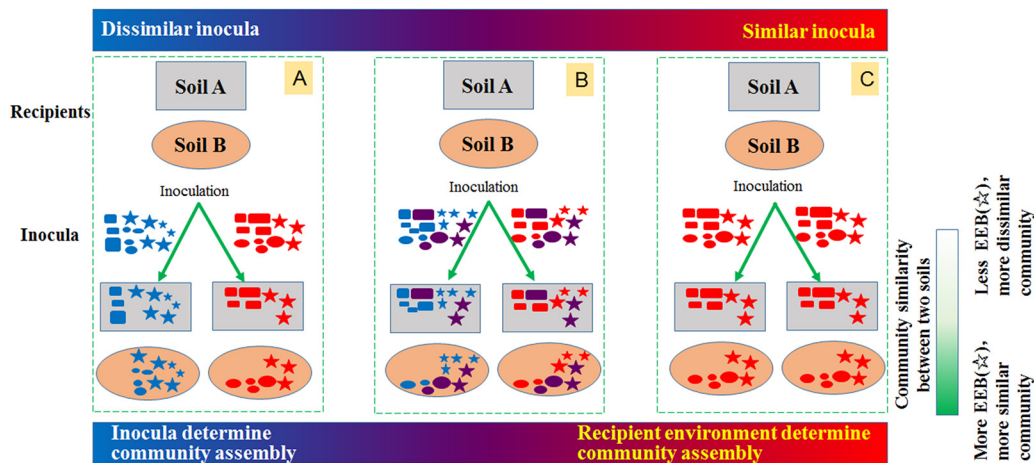 Dissimilar inocula
Similar inocula
A
B
C
Recipients
Soil A
Soil A
Soil A
Soil B
Soil B
Soil B
Inoculation
Inoculation
Inoculation
Inocula
Community similarity
between two soils
Less EEB(☆),
more dissimilar
community
More EEB(☆),
more similar
community
Inocula determine
community assembly
Recipient environment determine
community assembly